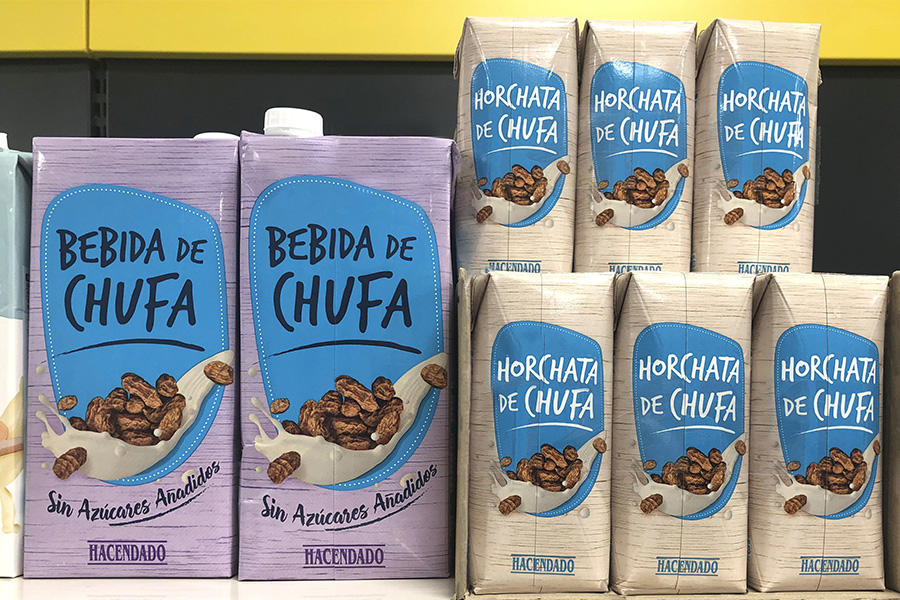 BEBIDA DE
CHUFA
Sin Azúcares Añadidos
HACENDADO
BEBIDA DE
CHUFA
Sin Azúcares Añadidos
HACENDADO
HORCHATA
DE CHUFA
HACENDADO
HORCHATA
DE CHUFA
HACENDADO
HORCHATA
DE CHUFA
HACENDADO
HORCHATA
DE CHUFA
HACENDADO
HORCHATA
DE CHUFA
HACENDADO
HORCHATA
DE CHUFA
HACENDADO